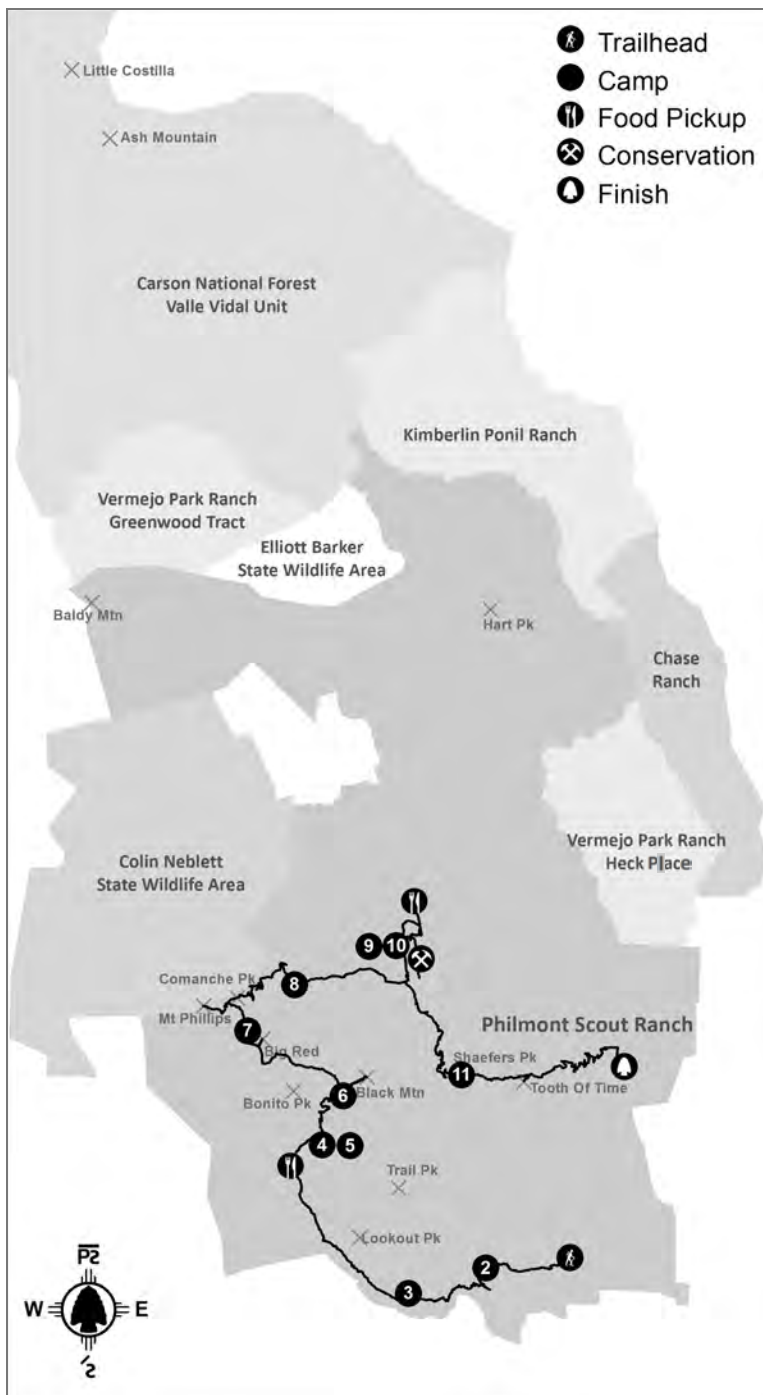 Trailhead
Camp
Food Pickup
Conservation
Finish
Little Costilla
Ash Mountain
Carson National Forest
Valle Vidal Unit
Kimberlin Ponil Ranch
Vermejo Park Ranch
Greenwood Tract
Elliott Barker
State Wildlife Area
Baldy Mtn
Hart Pk
Chase
Ranch
Vermejo Park Ranch
Heck Place
Colin Neblett
State Wildlife Area
9
10
Comanche Pk
8
Mt Phillips
7
Big Red
Philmont Scout Ranch
Shaefers Pk
11
Tooth Of Time
Black Mtn
6
Bonito Pk
4
5
Trail Pk
Lookout Pk
2
3
W
E